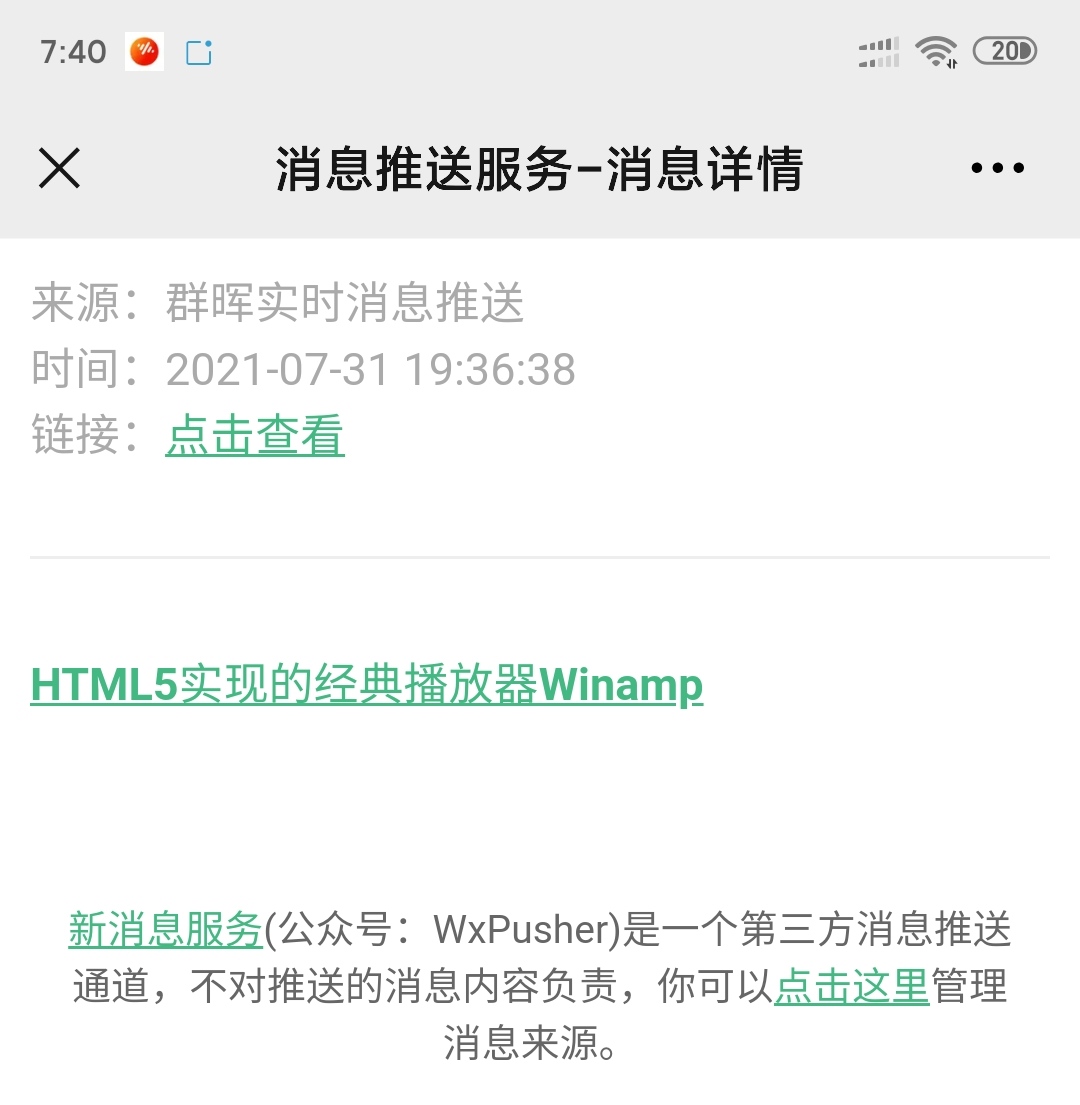 7:40
20
消息推送服务-消息详情
来源：群晖实时消息推送
时间：2021-07-31 19:36:38
链接：点击查看
HTML5实现的经典播放器Winamp
新消息服务(公众号：WxPusher)是一个第三方消息推送
通道，不对推送的消息内容负责，你可以点击这里管理
消息来源。